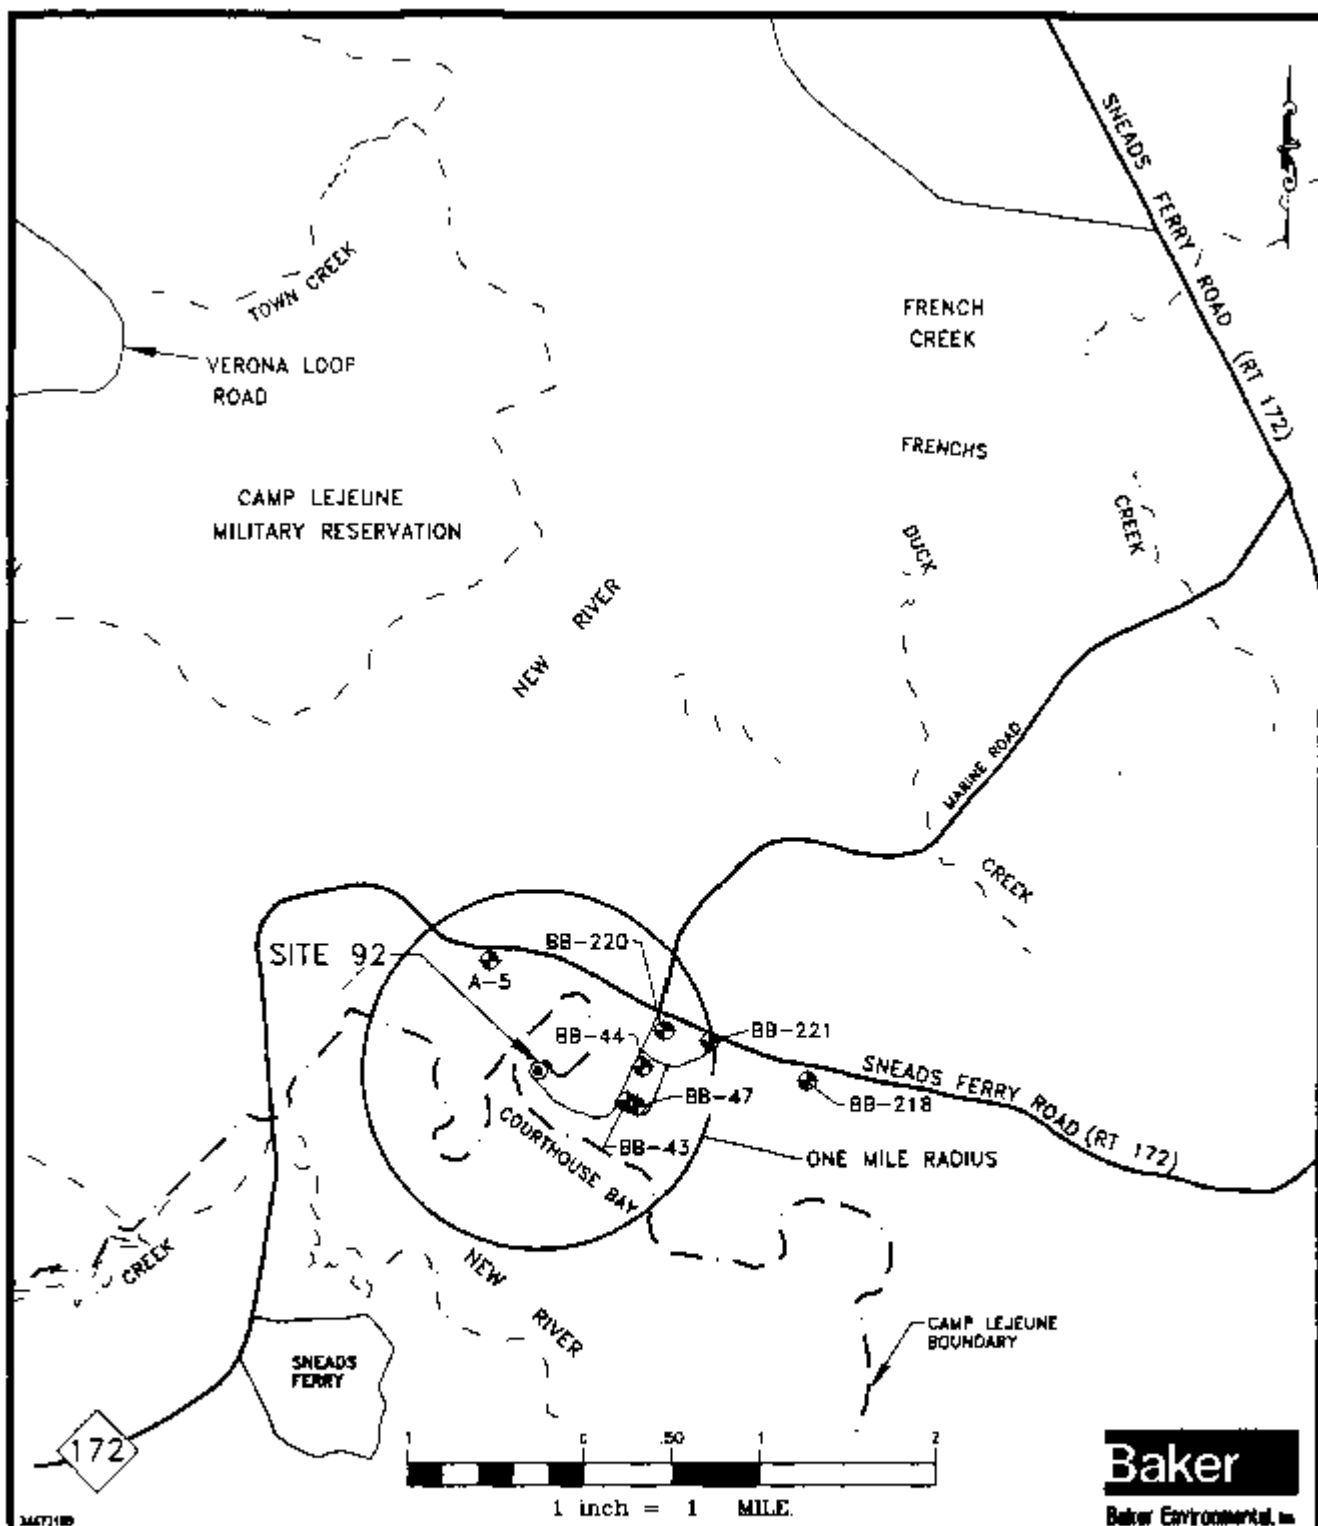 SNEADS FERRY ROAD (RT 172)
TOWN CREEK
VERONA LOOP
ROAD
FRENCH
CREEK
FRENCHS
CREEK
CAMP LEJEUNE
MILITARY RESERVATION
DUCK
NEW RIVER
MARINE ROAD
CREEK
SITE 92
BB-220
A-5
BB-44
BB-221
SNEADS FERRY ROAD (RT 172)
BB-47
BB-218
COURTHOUSE BAY
BB-43
ONE MILE RADIUS
CREEK
NEW RIVER
CAMP LEJEUNE
BOUNDARY
SNEADS
FERRY
172
1 0 .50 1 2
1 inch = 1 MILE
Baker
Baker Environmental, Inc.